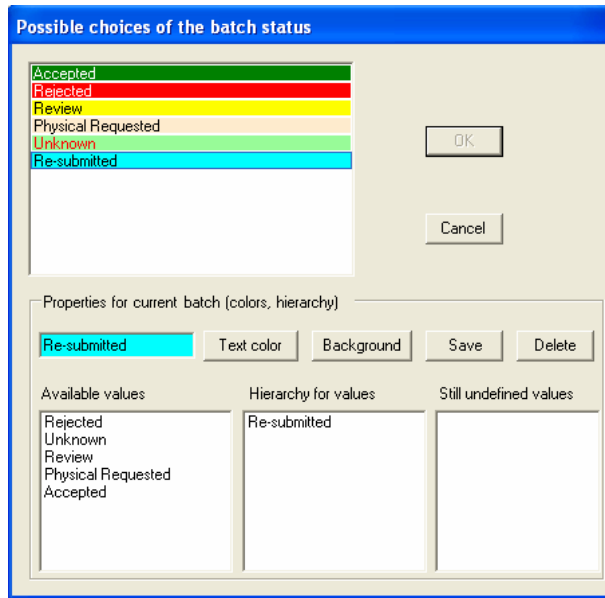 Possible choices of the batch status
Accepted
Rejected
Review
Physical Requested
Unknown
Re-submitted
OK
Cancel
Properties for current batch (colors, hierarchy)
Re-submitted Text color Background Save Delete
Available values Hierarchy for values Still undefined values
Rejected Re-submitted
Unknown
Review
Physical Requested
Accepted